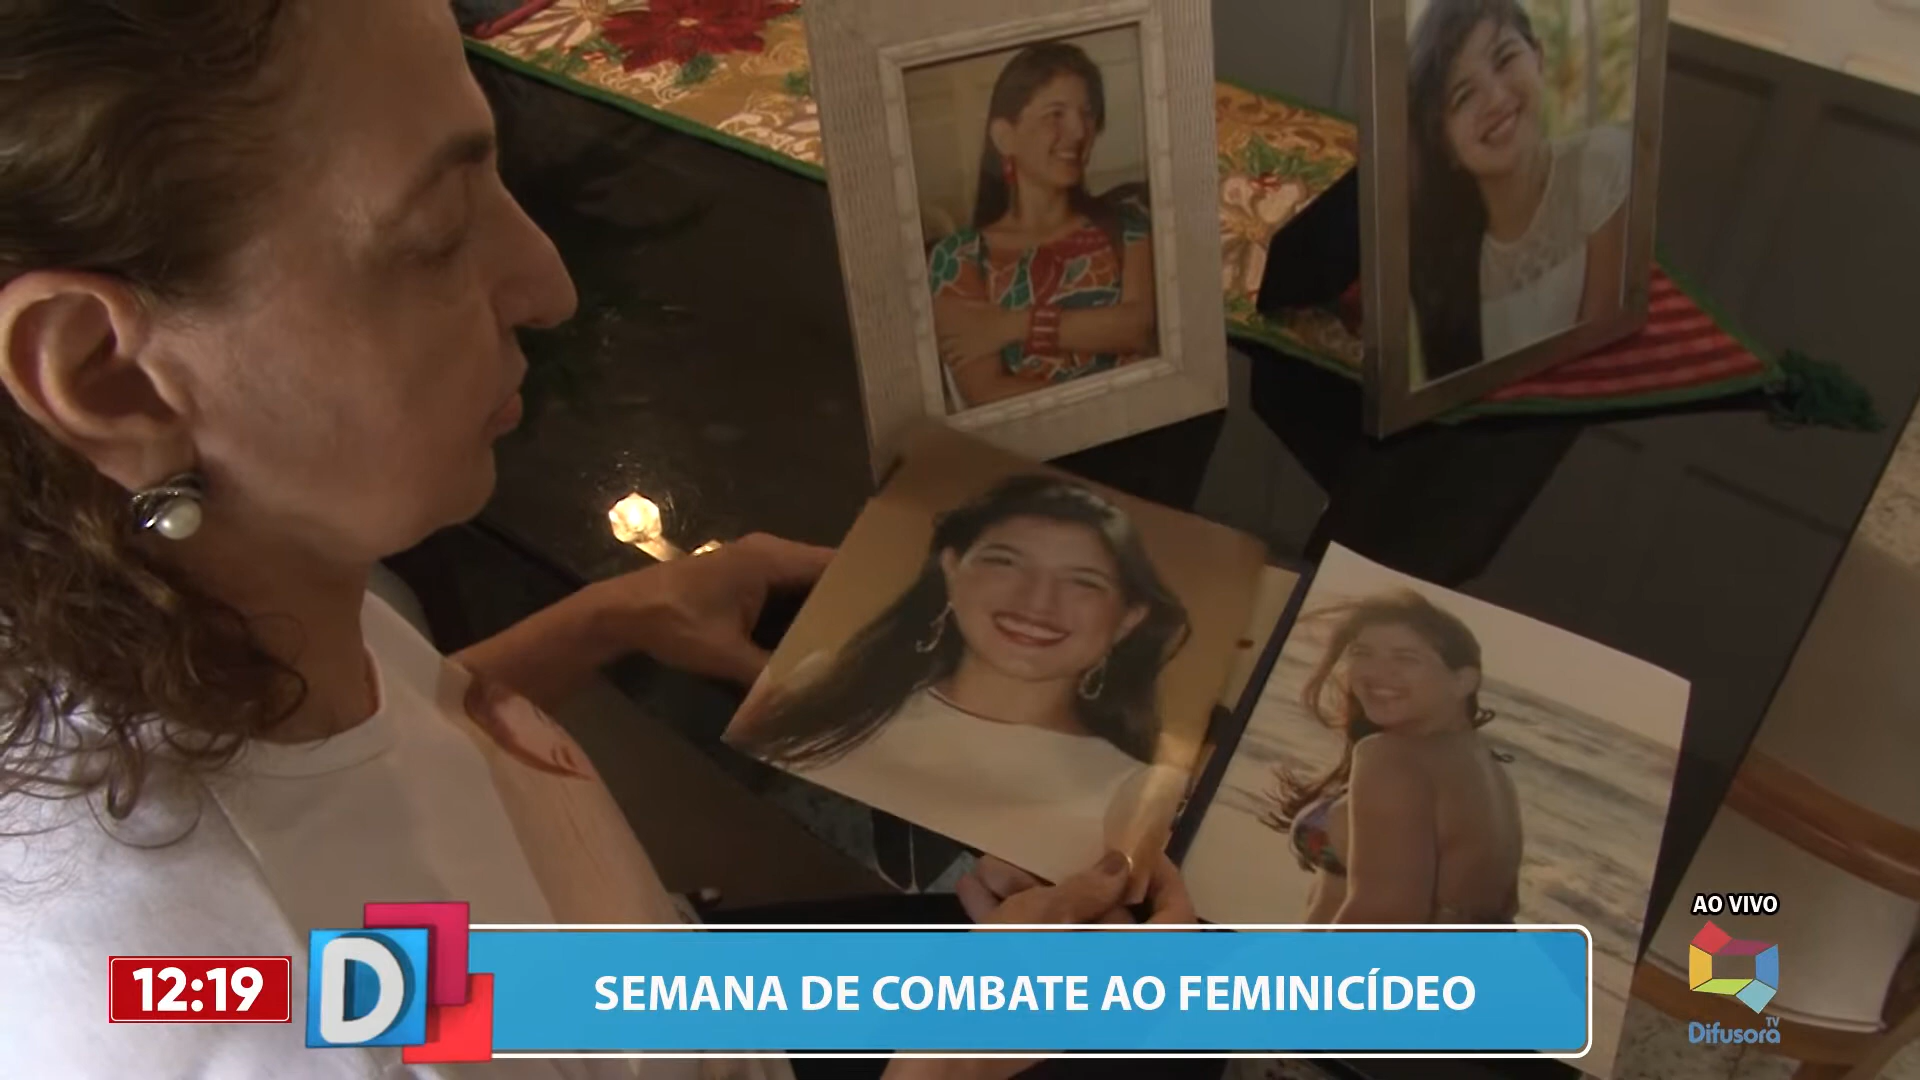 AO VIVO
12:19
D
SEMANA DE COMBATE AO FEMINICÍDEO
TV
Difusora